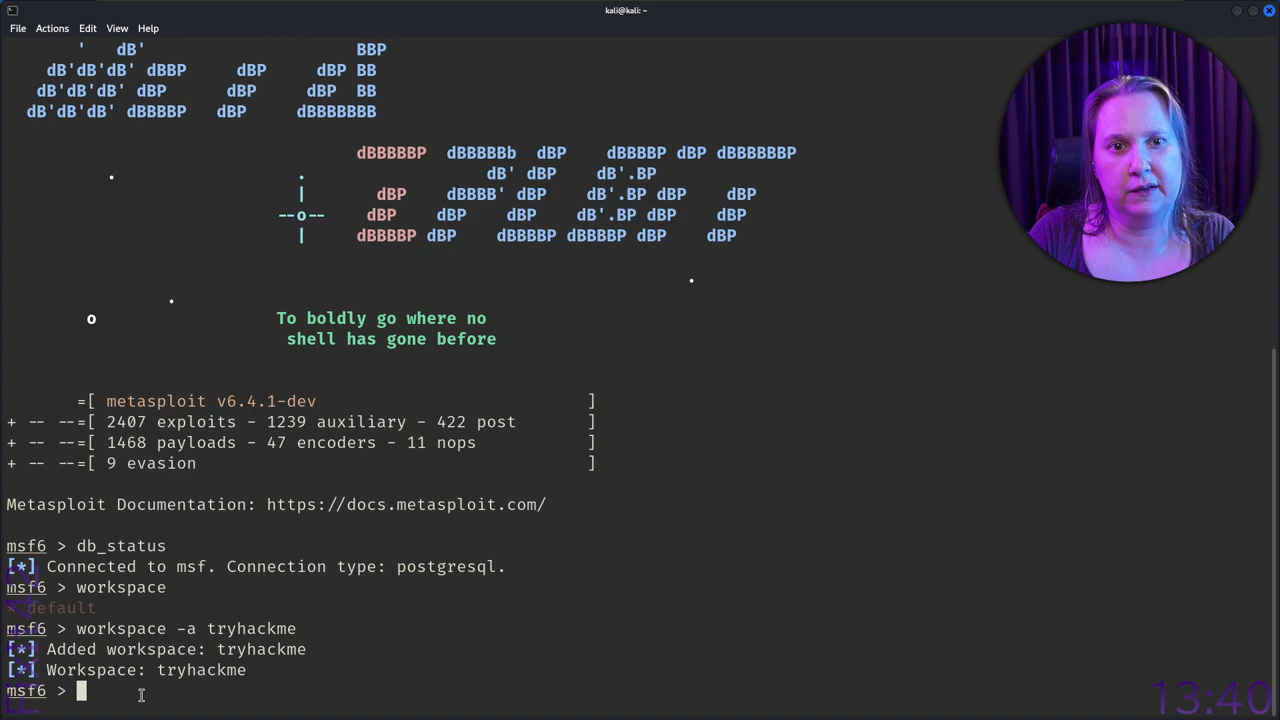 kali@kali: ~
File Actions Edit View Help
' dB' BBP
dB'dB'dB' dBBP dBP dBP BB
dB'dB'dB' dBP dBP dBP BB
dB'dB'dB' dBBBBP dBP dBBBBBBB
dBBBBBP dBBBBBb dBP dBBBBP dBP dBBBBBBP
. . dB' dBP dB'.BP
| dBP dBBBB' dBP dB'.BP dBP dBP
--o-- dBP dBP dBP dB'.BP dBP dBP
| dBBBBP dBP dBBBBP dBBBBP dBP dBP
.
.
o To boldly go where no
shell has gone before
=[ metasploit v6.4.1-dev ]
+ -- --=[ 2407 exploits - 1239 auxiliary - 422 post ]
+ -- --=[ 1468 payloads - 47 encoders - 11 nops ]
+ -- --=[ 9 evasion ]
Metasploit Documentation: https://docs.metasploit.com/
msf6 > db_status
[*] Connected to msf. Connection type: postgresql.
msf6 > workspace
* default
msf6 > workspace -a tryhackme
[*] Added workspace: tryhackme
[*] Workspace: tryhackme
msf6 >
13:40